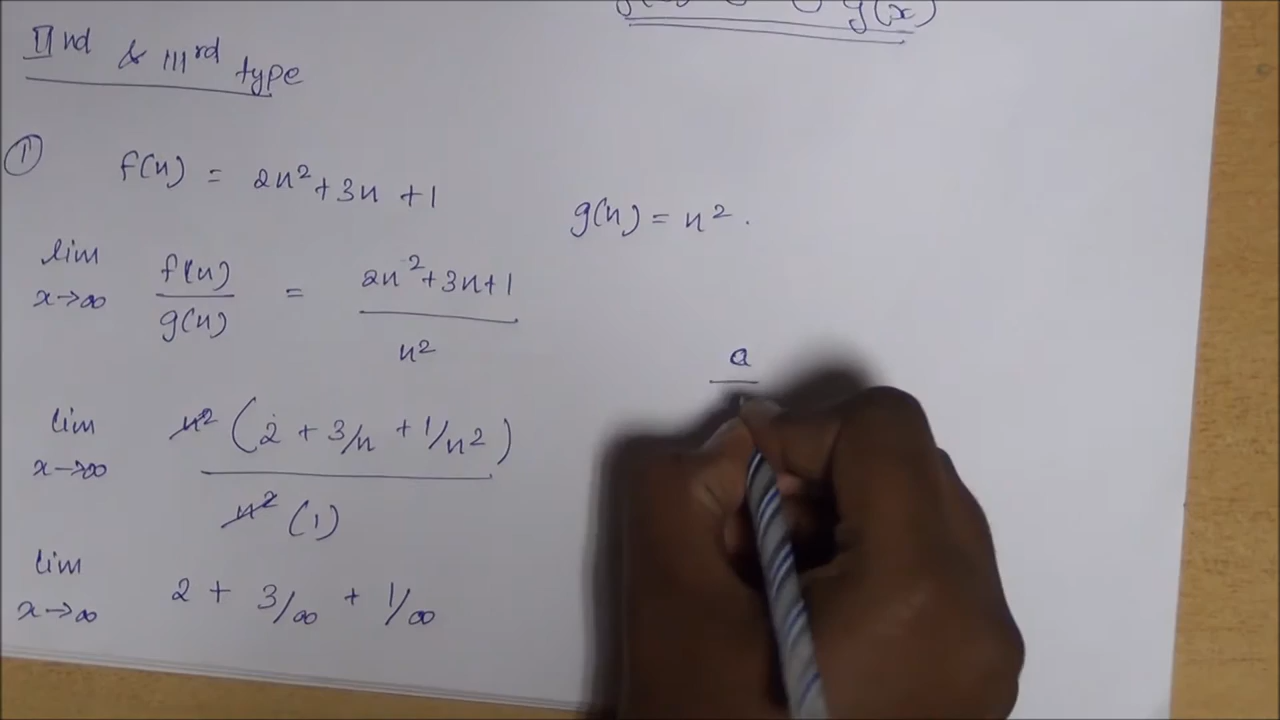 g(x)
IInd & IIIrd type
① f(n) = 2n² + 3n + 1
g(n) = n².
lim x→∞ f(n)/g(n) = 2n² + 3n + 1 / n²
a
lim x→∞ n² (2 + 3/n + 1/n²) / n² (1)
lim x→∞ 2 + 3/∞ + 1/∞